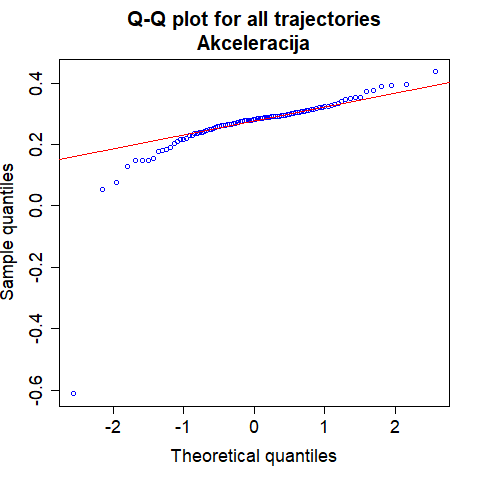 Q-Q plot for all trajectories
Akceleracija
Sample quantiles
0.4
0.2
0.0
-0.2
-0.4
-0.6
-2 -1 0 1 2
Theoretical quantiles